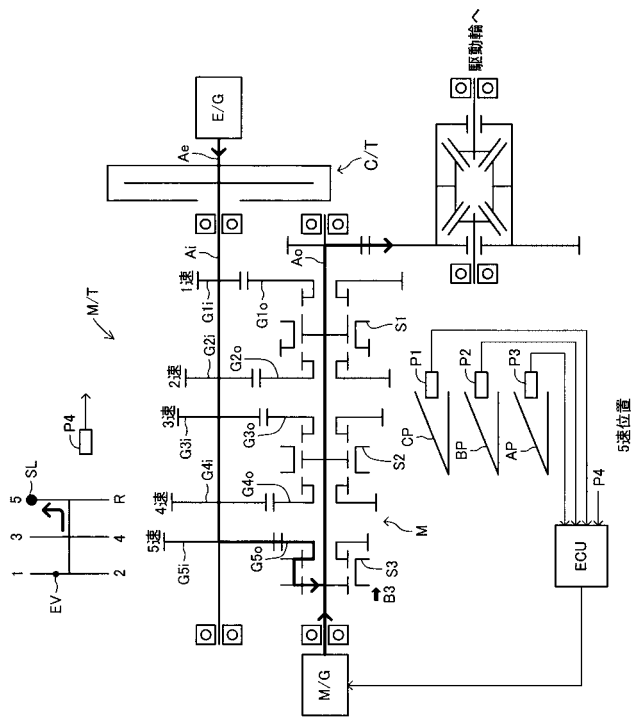 M/T
E/G
Ae
C/T
Ai
Ao
駆動輪へ
1速
G1i
G1o
2速
G2i
G2o
3速
G3i
G3o
4速
G4i
G4o
5速
G5i
G5o
S1
S2
S3
B3
M
M/G
1 3 5
SL
EV
2 4 R
P4
CP
P1
BP
P2
AP
P3
P4
ECU
5速位置